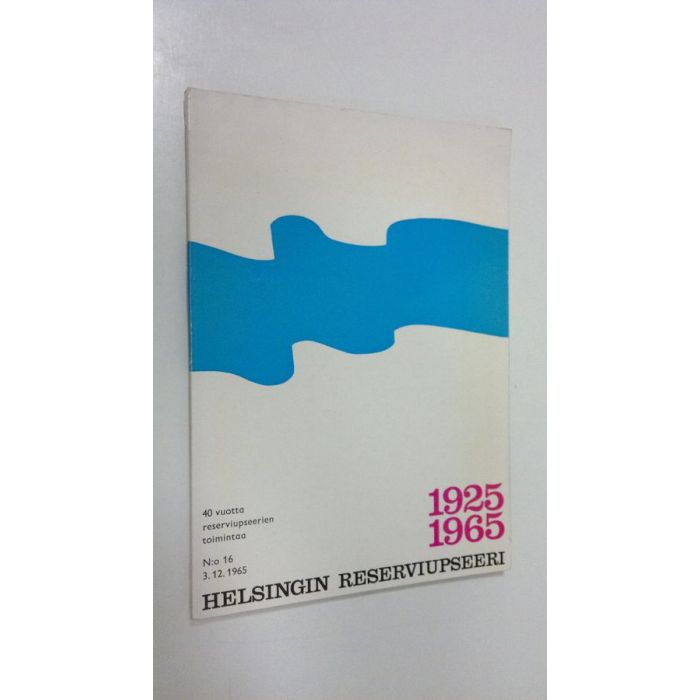 40 vuotta
reserviupseerien
toimintaa
N:o 16
3.12.1965
1925
1965
HELSINGIN RESERVIUPSEERI